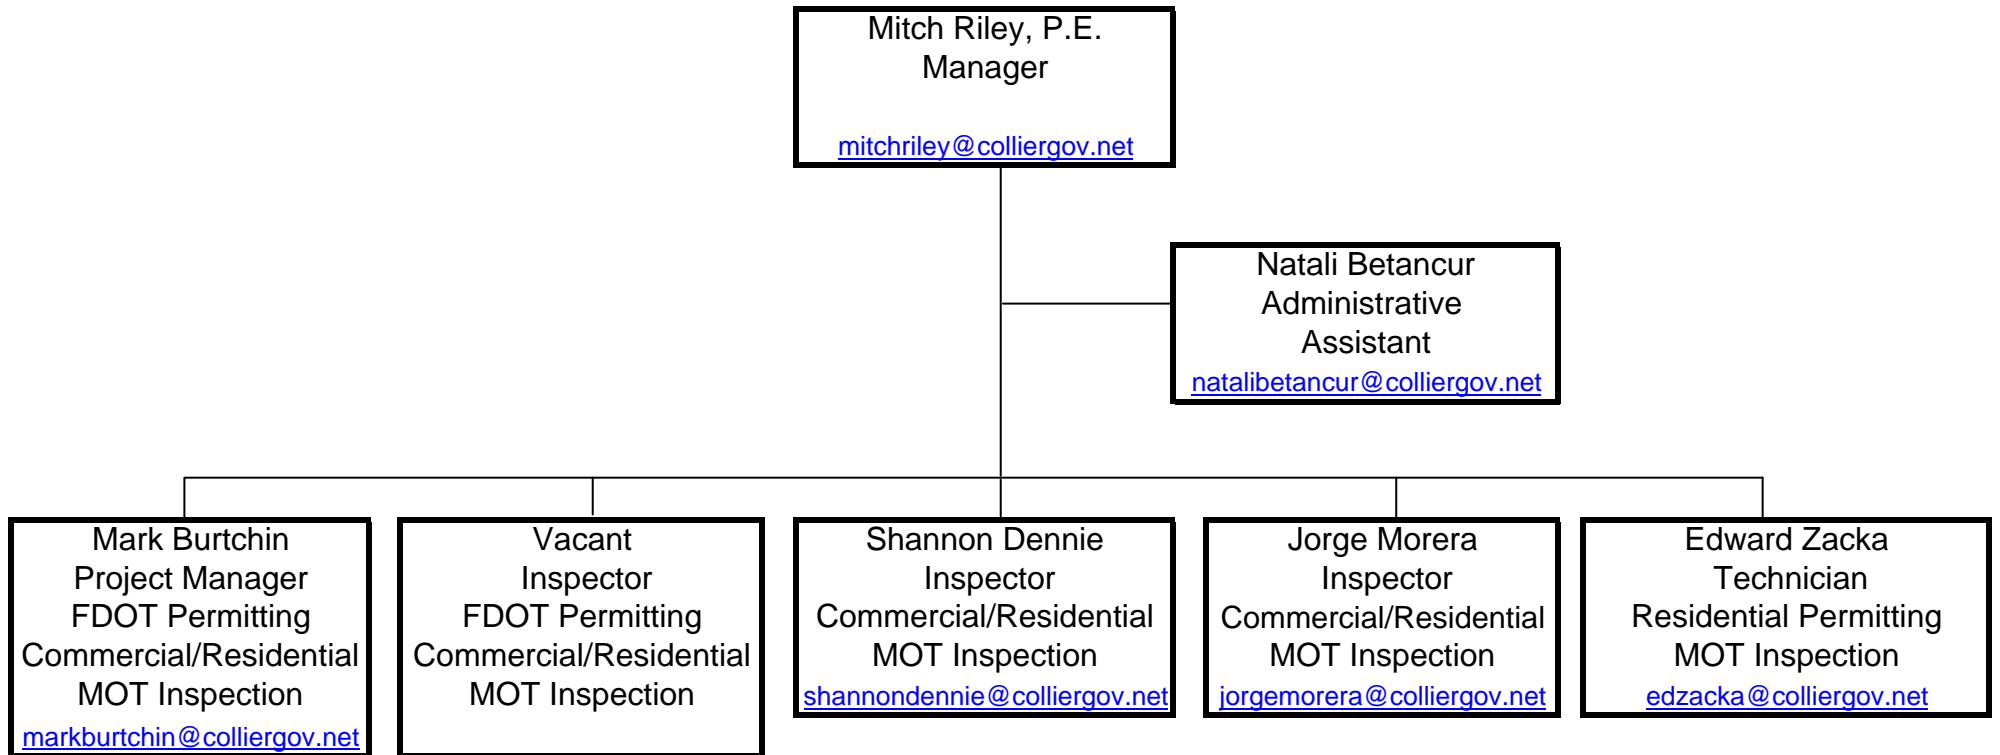 Mitch Riley, P.E.
Manager
mitchriley@colliergov.net
Natali Betancur
Administrative
Assistant
natalibetancur@colliergov.net
Mark Burtchin
Project Manager
FDOT Permitting
Commercial/Residential
MOT Inspection
markburtchin@colliergov.net
Vacant
Inspector
FDOT Permitting
Commercial/Residential
MOT Inspection
Shannon Dennie
Inspector
Commercial/Residential
MOT Inspection
shannondennie@colliergov.net
Jorge Morera
Inspector
Commercial/Residential
MOT Inspection
jorgemorera@colliergov.net
Edward Zacka
Technician
Residential Permitting
MOT Inspection
edzacka@colliergov.net